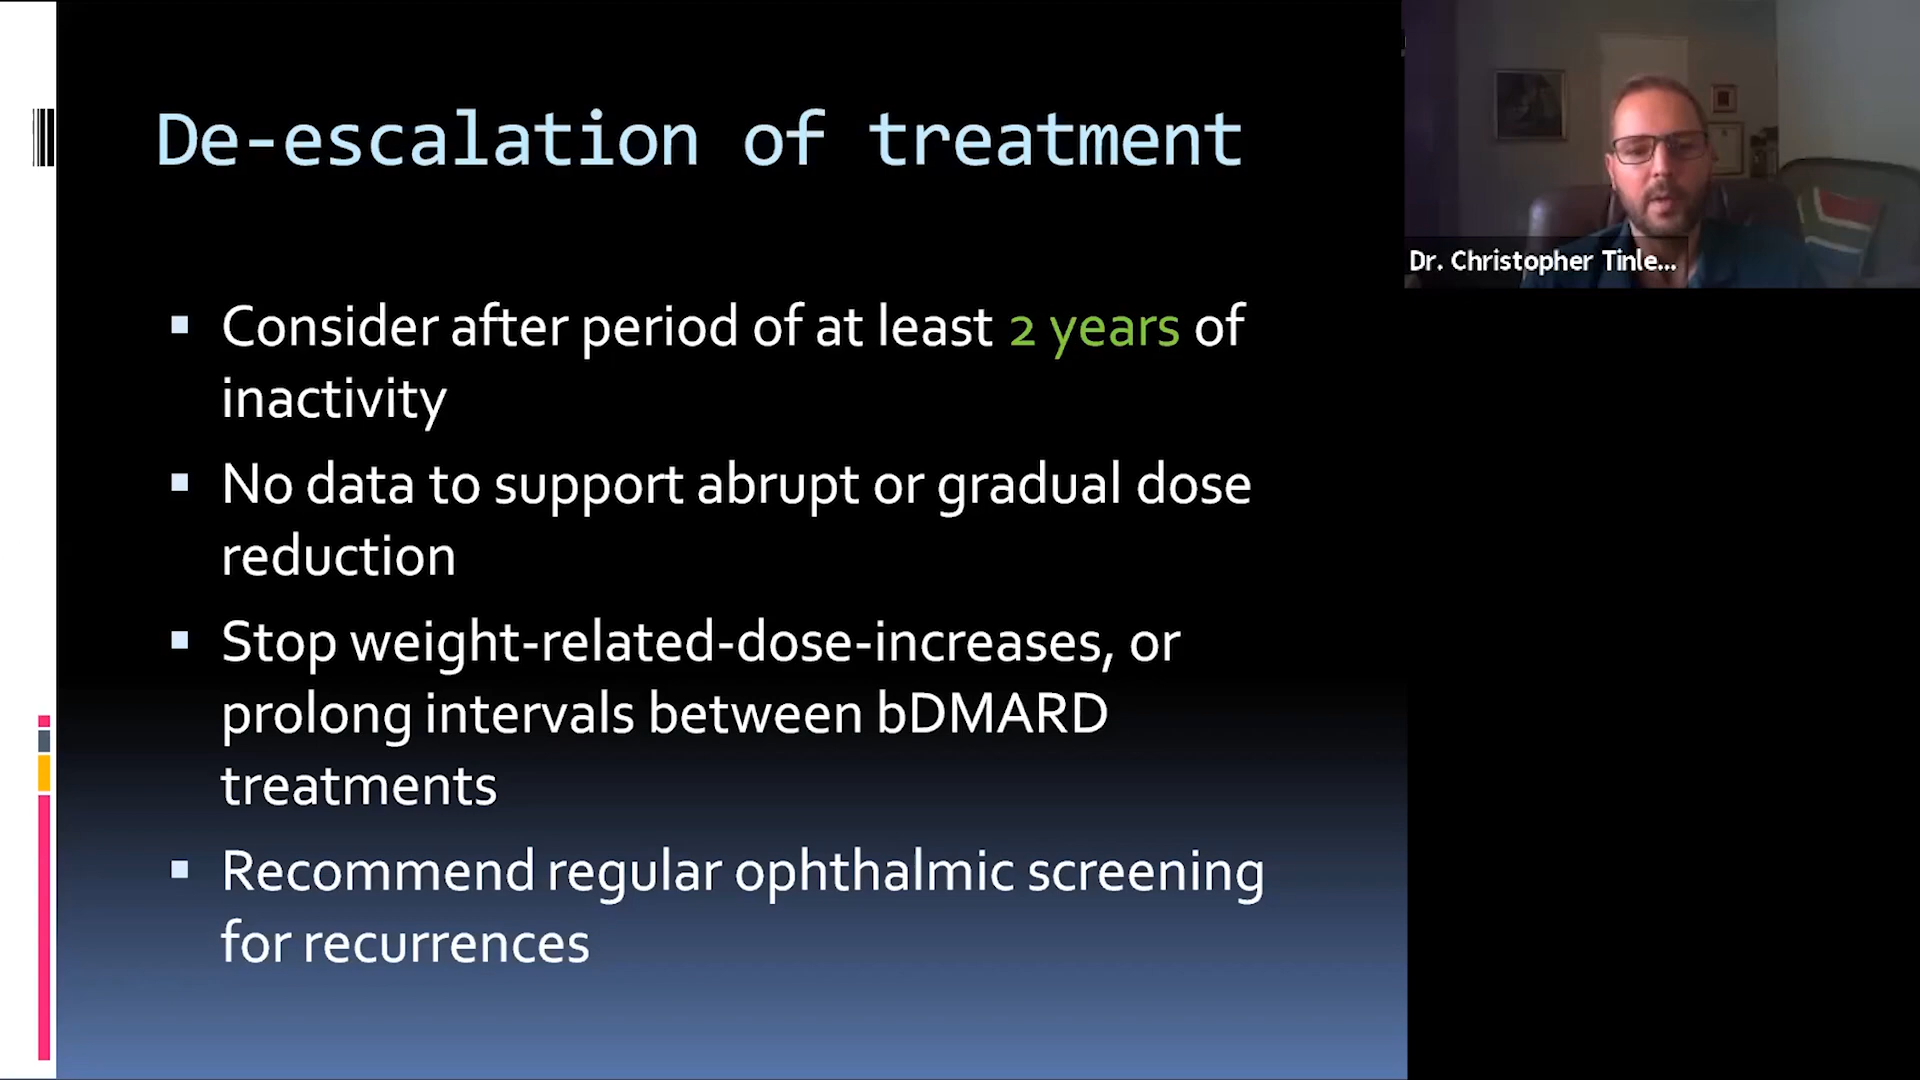 De-escalation of treatment
Dr. Christopher Tinle...
Consider after period of at least 2 years of
inactivity
No data to support abrupt or gradual dose
reduction
Stop weight-related-dose-increases, or
prolong intervals between bDMARD
treatments
Recommend regular ophthalmic screening
for recurrences